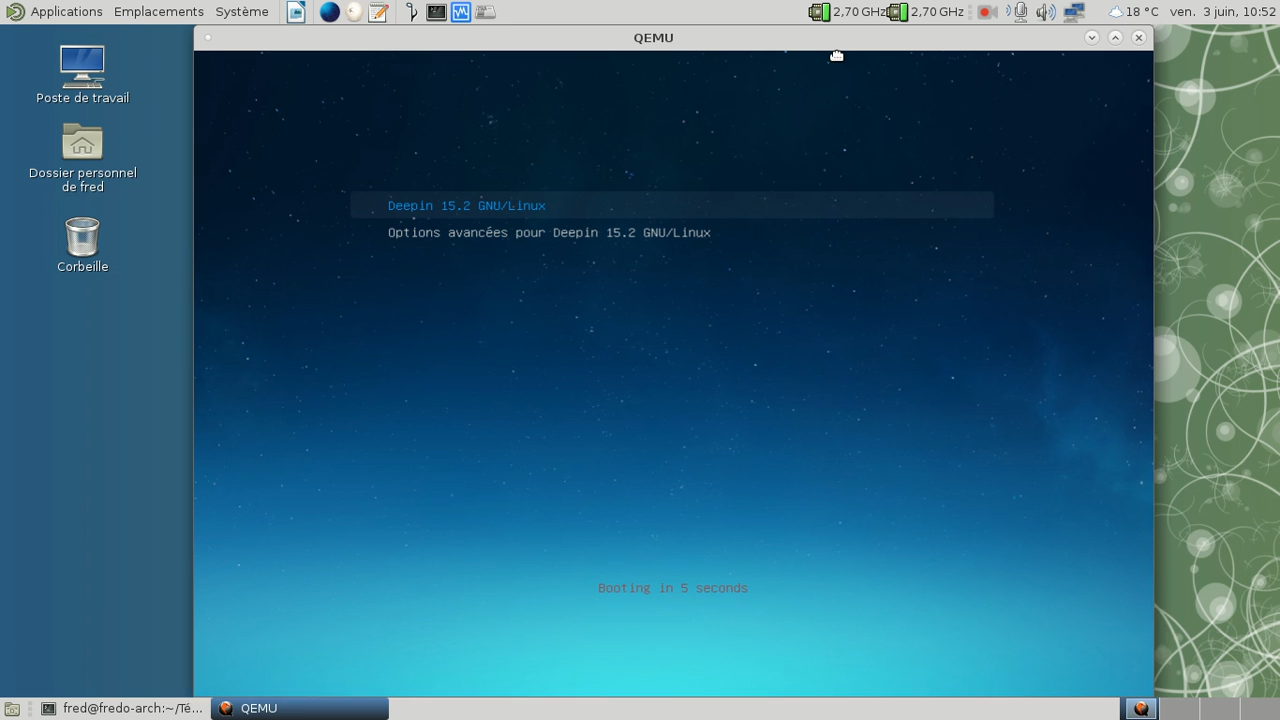 Applications Emplacements Système 2,70 GHz 2,70 GHz 18 °C ven. 3 juin, 10:52
QEMU
Poste de travail
Dossier personnel
de fred
Corbeille
Deepin 15.2 GNU/Linux
Options avancées pour Deepin 15.2 GNU/Linux
Booting in 5 seconds
fred@fredo-arch:~/Té... QEMU